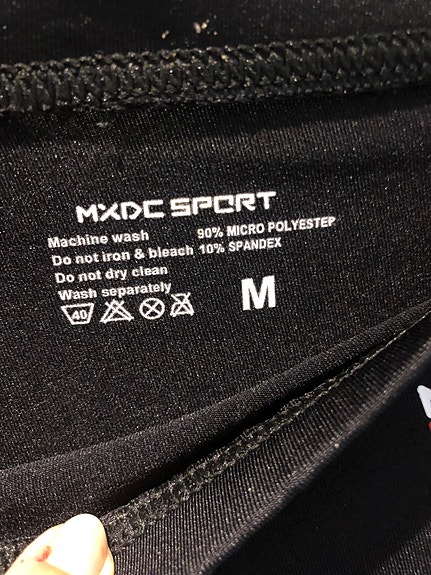 MXDC SPORT
Machine wash
Do not iron & bleach
Do not dry clean
Wash separately
90% MICRO POLYESTEP
10% SPANDEX
40
M